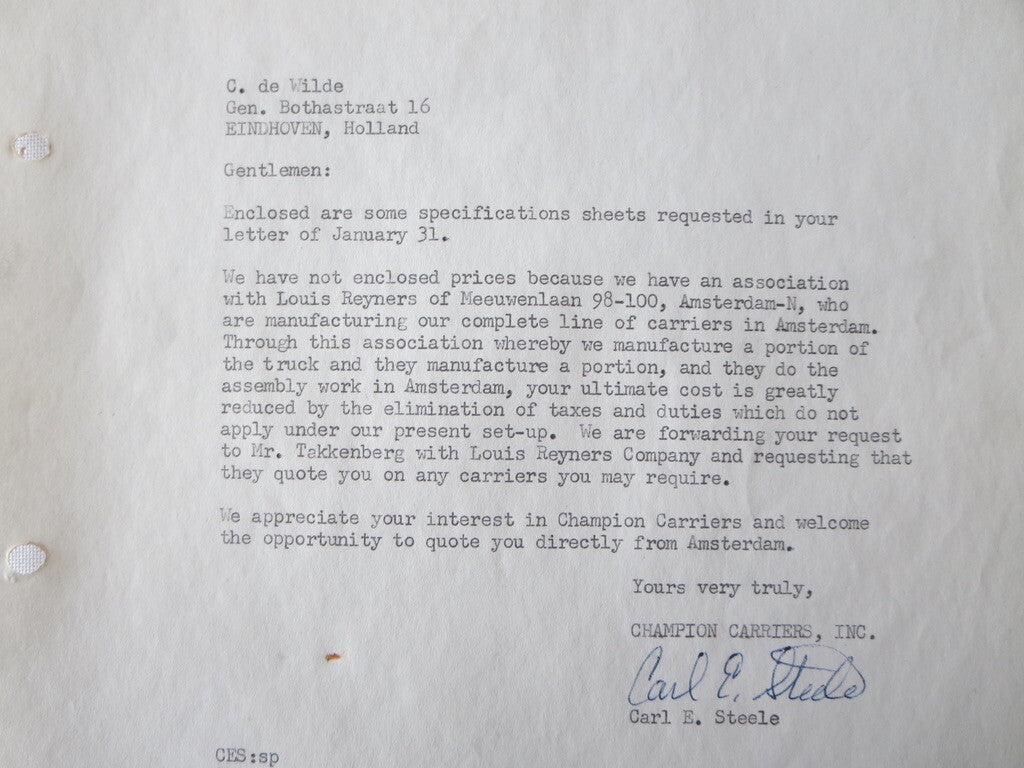 C. de Wilde
Gen. Bothastraat 16
EINDHOVEN, Holland
Gentlemen:
Enclosed are some specifications sheets requested in your
letter of January 31.
We have not enclosed prices because we have an association
with Louis Reyners of Meeuwenlaan 98-100, Amsterdam-N, who
are manufacturing our complete line of carriers in Amsterdam.
Through this association whereby we manufacture a portion of
the truck and they manufacture a portion, and they do the
assembly work in Amsterdam, your ultimate cost is greatly
reduced by the elimination of taxes and duties which do not
apply under our present set-up. We are forwarding your request
to Mr. Takkenberg with Louis Reyners Company and requesting that
they quote you on any carriers you may require.
We appreciate your interest in Champion Carriers and welcome
the opportunity to quote you directly from Amsterdam.
Yours very truly,
CHAMPION CARRIERS, INC.
Carl E. Steele
Carl E. Steele
CES:sp